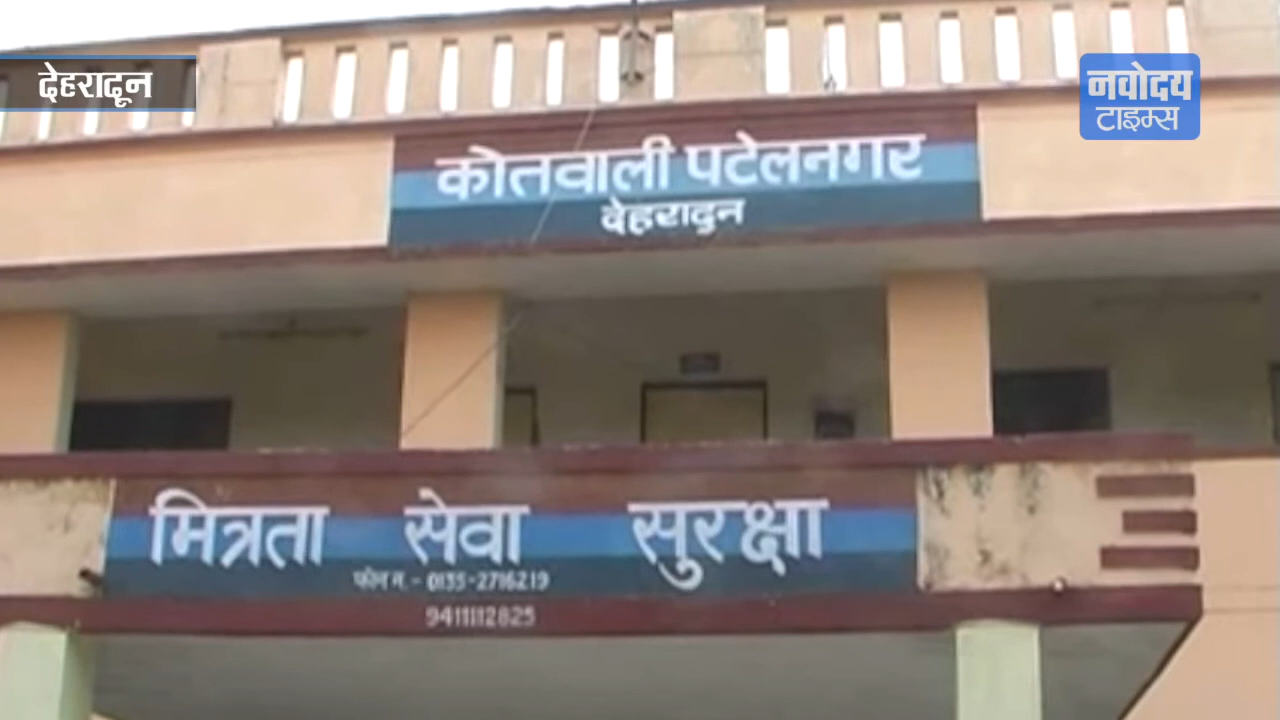 देहरादून
नवोदय
टाइम्स
कोतवाली पटेलनगर
देहरादुन
मित्रता सेवा सुरक्षा
फोन न.- 0135-2716219
9411112825